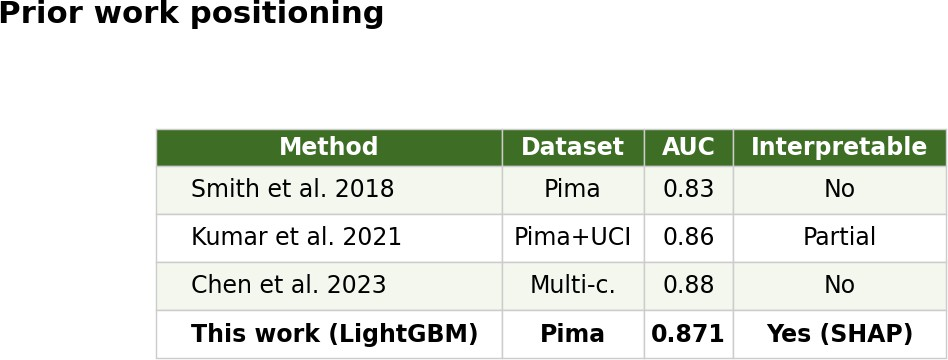 Prior work positioning
Method Dataset AUC Interpretable
Smith et al. 2018 Pima 0.83 No
Kumar et al. 2021 Pima+UCI 0.86 Partial
Chen et al. 2023 Multi-c. 0.88 No
This work (LightGBM) Pima 0.871 Yes (SHAP)